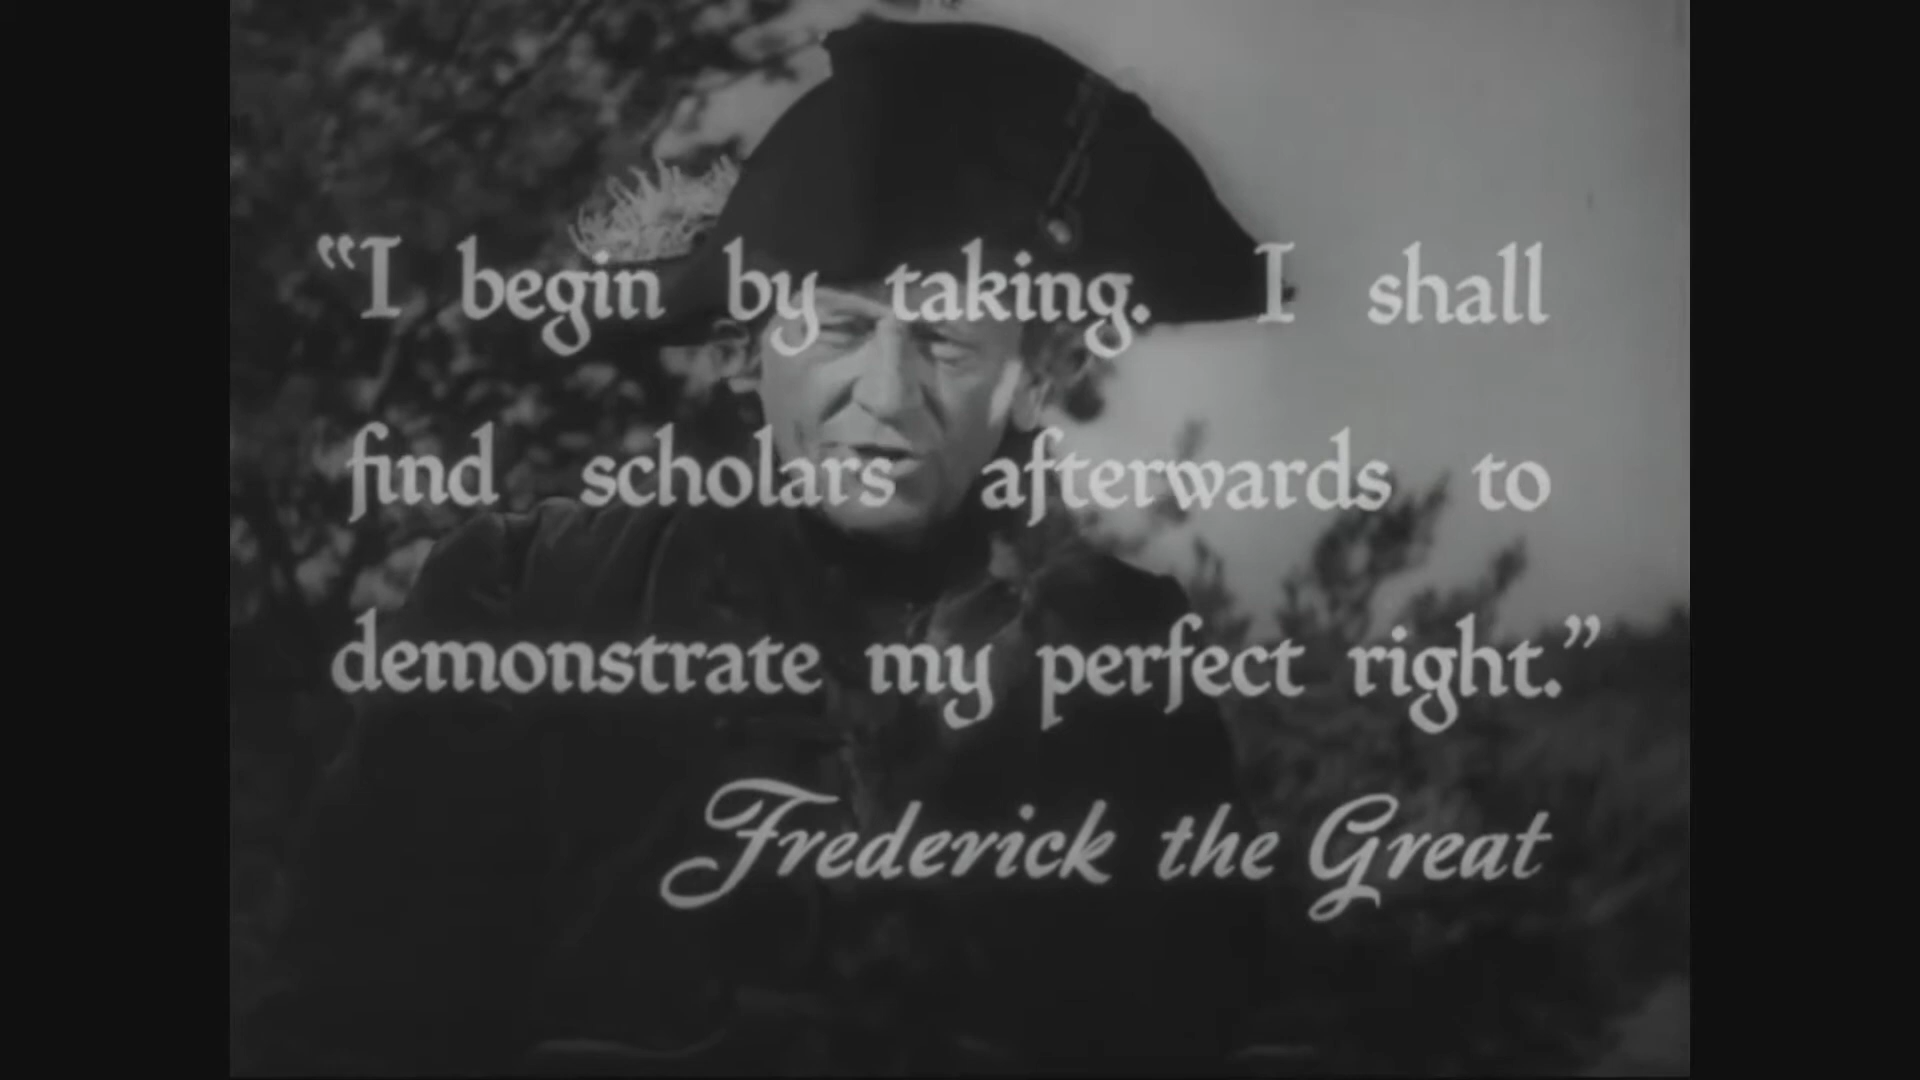 “I begin by taking. I shall
find scholars afterwards to
demonstrate my perfect right.”
Frederick the Great